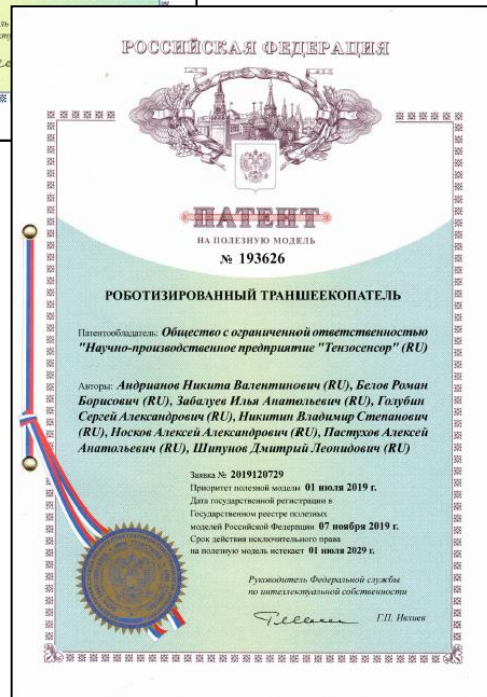 РОССИЙСКАЯ ФЕДЕРАЦИЯ
ПАТЕНТ
НА ПОЛЕЗНУЮ МОДЕЛЬ
№ 193626
РОБОТИЗИРОВАННЫЙ ТРАНШЕЕКОПАТЕЛЬ
Патентообладатель: Общество с ограниченной ответственностью
"Научно-производственное предприятие "Тензосенсор" (RU)
Авторы: Андрианов Никита Валентинович (RU), Белов Роман
Борисович (RU), Забалуев Илья Анатольевич (RU), Голубин
Сергей Александрович (RU), Никитин Владимир Степанович
(RU), Носков Алексей Александрович (RU), Пастухов Алексей
Анатольевич (RU), Шипунов Дмитрий Леонидович (RU)
Заявка № 2019120729
Приоритет полезной модели 01 июля 2019 г.
Дата государственной регистрации в
Государственном реестре полезных
моделей Российской Федерации 07 ноября 2019 г.
Срок действия исключительного права
на полезную модель истекает 01 июля 2029 г.
Руководитель Федеральной службы
по интеллектуальной собственности
Г.П. Ивлиев